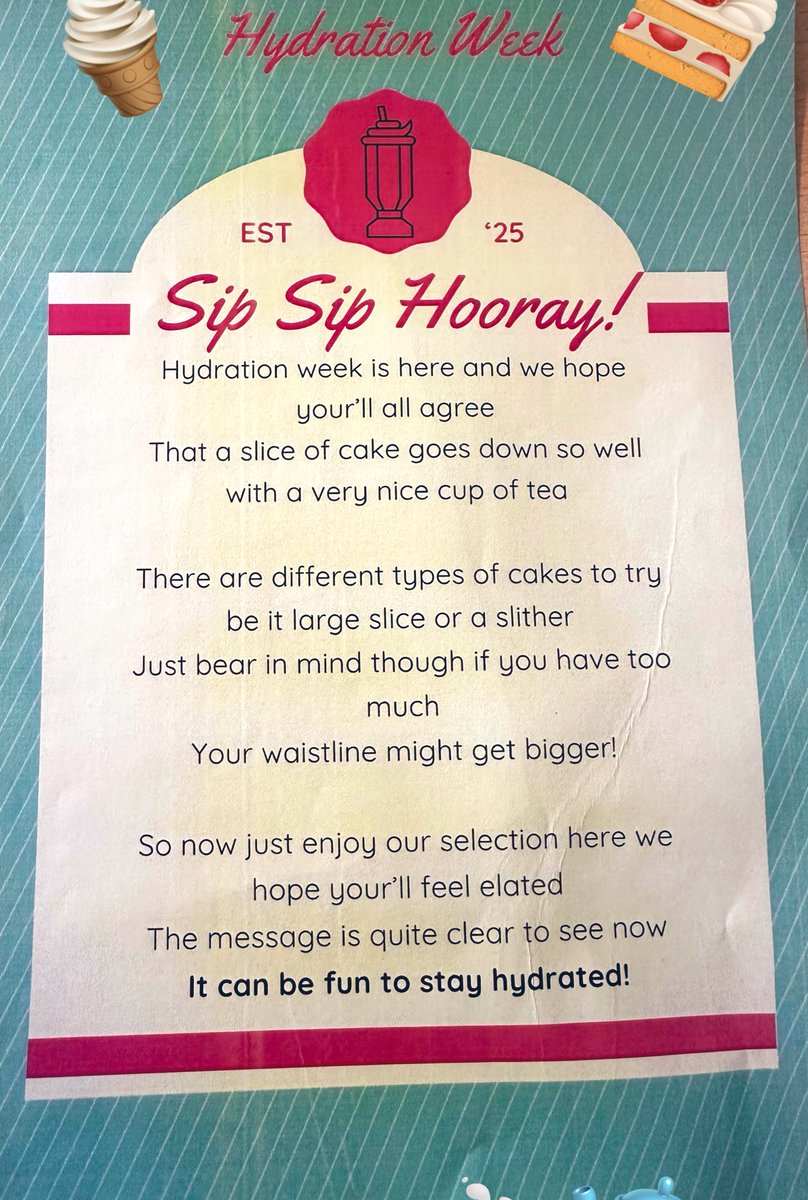 Hydration Week
EST '25
Sip Sip Hooray!
Hydration week is here and we hope
your'll all agree
That a slice of cake goes down so well
with a very nice cup of tea
There are different types of cakes to try
be it large slice or a slither
Just bear in mind though if you have too
much
Your waistline might get bigger!
So now just enjoy our selection here we
hope your'll feel elated
The message is quite clear to see now
It can be fun to stay hydrated!